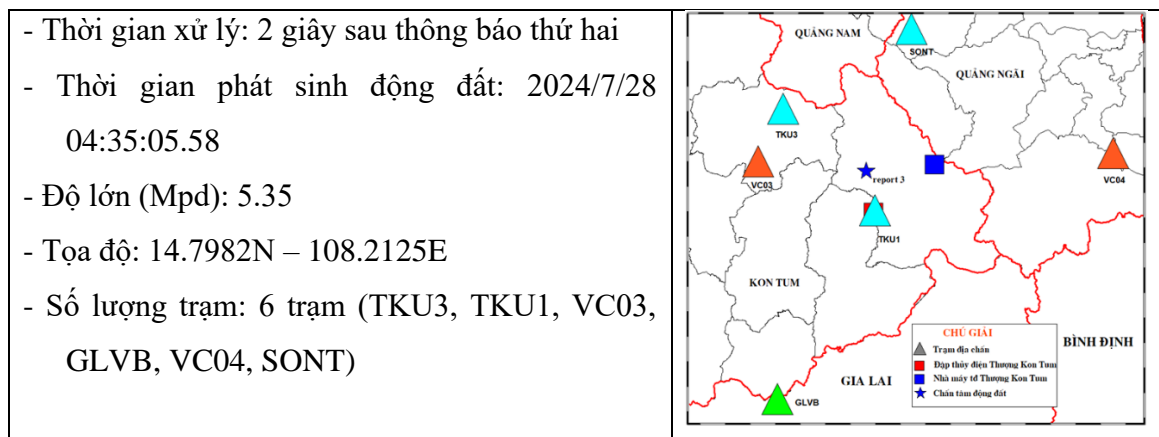 - Thời gian xử lý: 2 giây sau thông báo thứ hai
- Thời gian phát sinh động đất: 2024/7/28
04:35:05.58
- Độ lớn (Mpd): 5.35
- Tọa độ: 14.7982N – 108.2125E
- Số lượng trạm: 6 trạm (TKU3, TKU1, VC03,
GLVB, VC04, SONT)
QUẢNG NAM
SONT
QUẢNG NGÃI
TKU3
VC03
report 3
VC04
TKU1
KON TUM
CHÚ GIẢI
Trạm địa chấn
Đập thủy điện Thượng Kon Tum
Nhà máy tđ Thượng Kon Tum
Chấn tâm động đất
BÌNH ĐỊNH
GIA LAI
GLVB